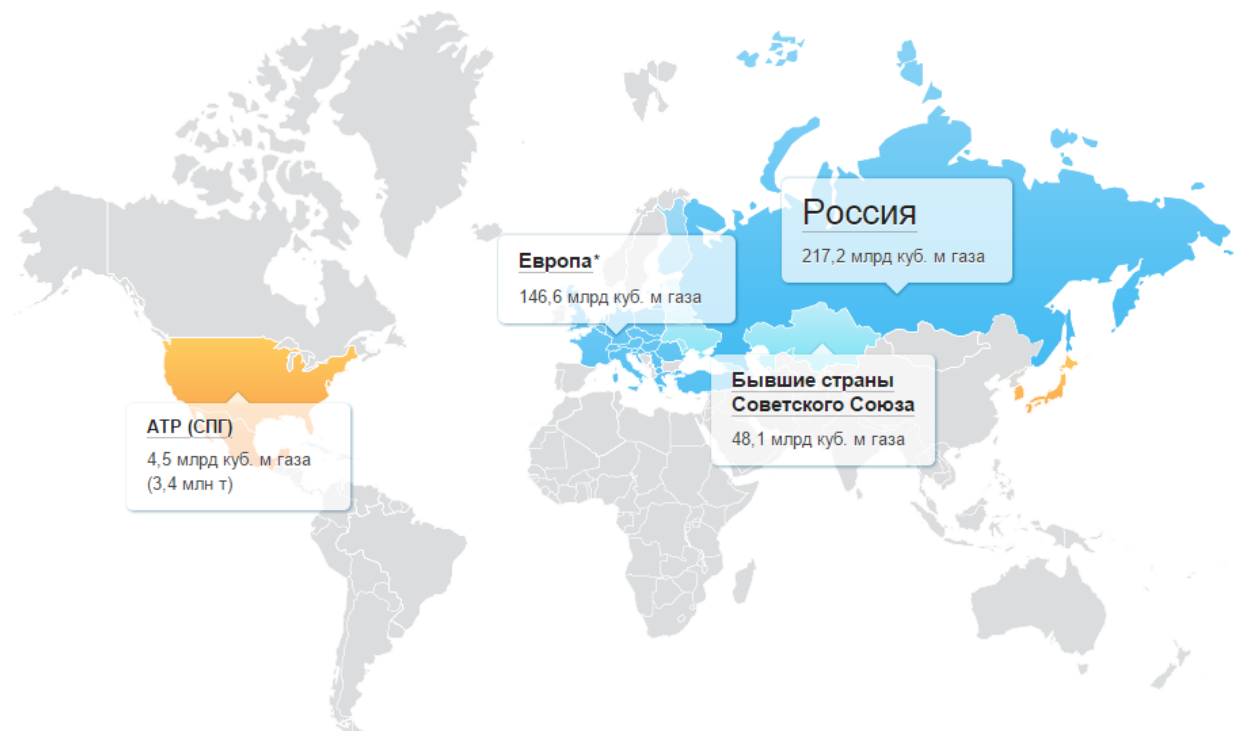 Россия
217,2 млрд куб. м газа
Европа*
146,6 млрд куб. м газа
Бывшие страны
Советского Союза
48,1 млрд куб. м газа
АТР (СПГ)
4,5 млрд куб. м газа
(3,4 млн т)